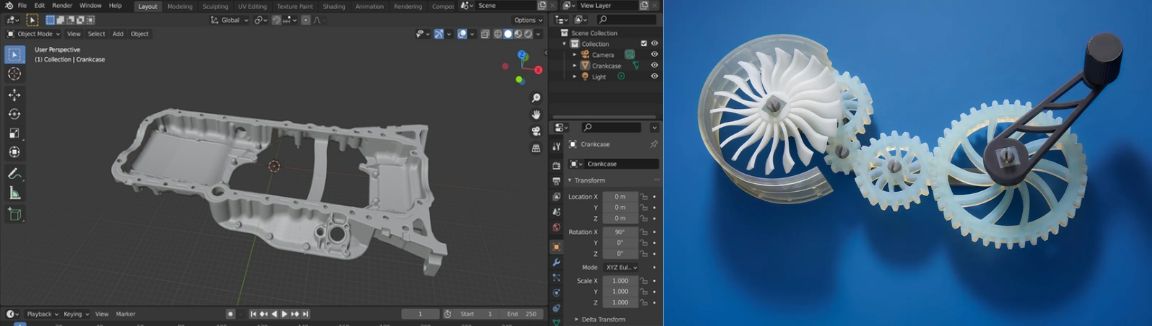 File Edit Render Window Help Layout Modeling Sculpting UV Editing Texture Paint Shading Animation Rendering Scene View Layer
Global Options
Object Mode View Select Add Object
User Perspective
(1) Collection | Crankcase
Z
X
Scene Collection
Collection
Camera
Crankcase
Light
Crankcase
Crankcase
Transform
Location X 0 m
Y 0 m
Z 0 m
Rotation X 90°
Y 0°
Z 0°
Mode XYZ Eul..
Scale X 1.000
Y 1.000
Z 1.000
Delta Transform
Playback Keying View Marker 1 Start 1 End 250